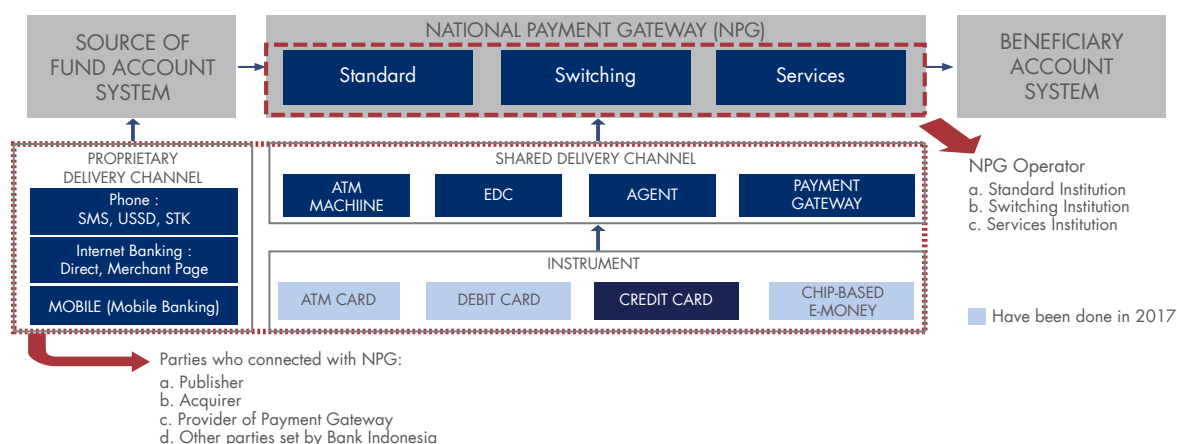 SOURCE OF
FUND ACCOUNT
SYSTEM
NATIONAL PAYMENT GATEWAY (NPG)
Standard
Switching
Services
BENEFICIARY
ACCOUNT
SYSTEM
PROPRIETARY
DELIVERY CHANNEL
Phone :
SMS, USSD, STK
Internet Banking :
Direct, Merchant Page
MOBILE (Mobile Banking)
SHARED DELIVERY CHANNEL
ATM
MACHIINE
EDC
AGENT
PAYMENT
GATEWAY
INSTRUMENT
ATM CARD
DEBIT CARD
CREDIT CARD
CHIP-BASED
E-MONEY
NPG Operator
a. Standard Institution
b. Switching Institution
c. Services Institution
Have been done in 2017
Parties who connected with NPG:
a. Publisher
b. Acquirer
c. Provider of Payment Gateway
d. Other parties set by Bank Indonesia